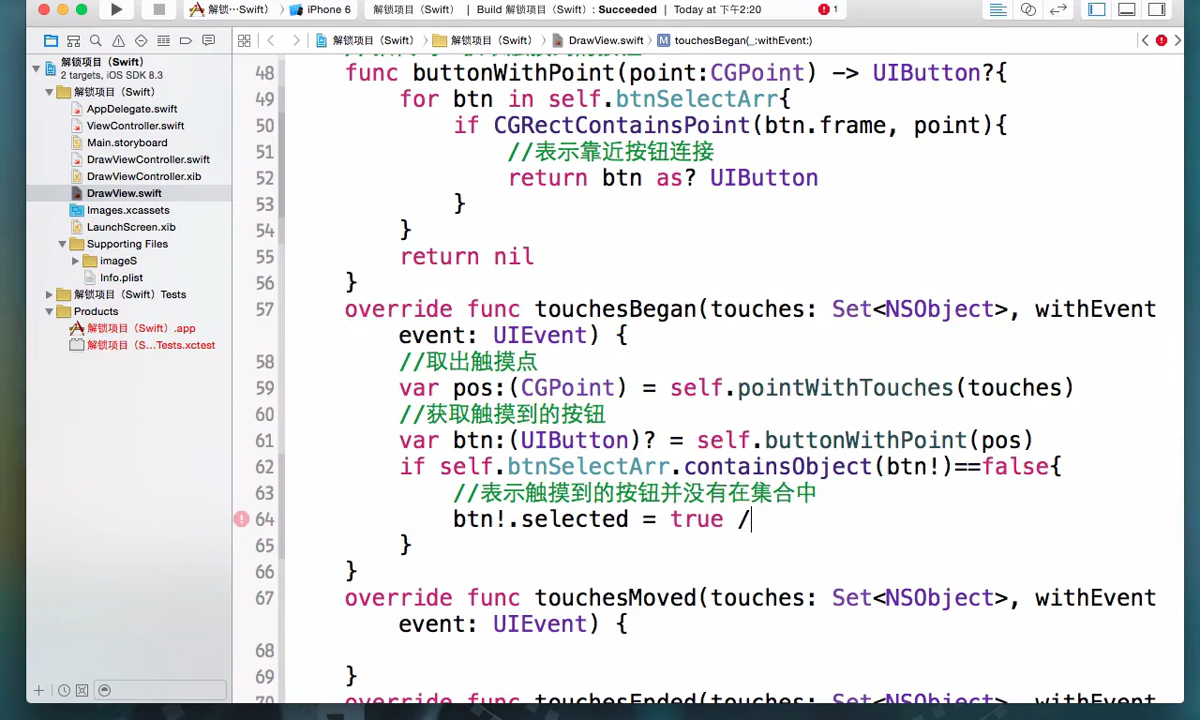 解锁···Swift） 〉 iPhone 6
解锁项目（Swift） | Build 解锁项目（Swift）: Succeeded | Today at 下午2:20
1
解锁项目（Swift） 〉 解锁项目（Swift） 〉 DrawView.swift 〉 M touchesBegan(_:withEvent:)
解锁项目（Swift）
2 targets, iOS SDK 8.3
解锁项目（Swift）
AppDelegate.swift
ViewController.swift
Main.storyboard
DrawViewController.swift
DrawViewController.xib
DrawView.swift
Images.xcassets
LaunchScreen.xib
Supporting Files
imageS
Info.plist
解锁项目（Swift）Tests
Products
解锁项目（Swift）.app
解锁项目（S...Tests.xctest
48 func buttonWithPoint(point:CGPoint) -> UIButton?{
49 for btn in self.btnSelectArr{
50 if CGRectContainsPoint(btn.frame, point){
51 //表示靠近按钮连接
52 return btn as? UIButton
53 }
54 }
55 return nil
56 }
57 override func touchesBegan(touches: Set<NSObject>, withEvent
event: UIEvent) {
58 //取出触摸点
59 var pos:(CGPoint) = self.pointWithTouches(touches)
60 //获取触摸到的按钮
61 var btn:(UIButton)? = self.buttonWithPoint(pos)
62 if self.btnSelectArr.containsObject(btn!)==false{
63 //表示触摸到的按钮并没有在集合中
64 btn!.selected = true /
65 }
66 }
67 override func touchesMoved(touches: Set<NSObject>, withEvent
event: UIEvent) {
68
69 }
70 override func touchesEnded(touches: Set<NSObject>, withEvent